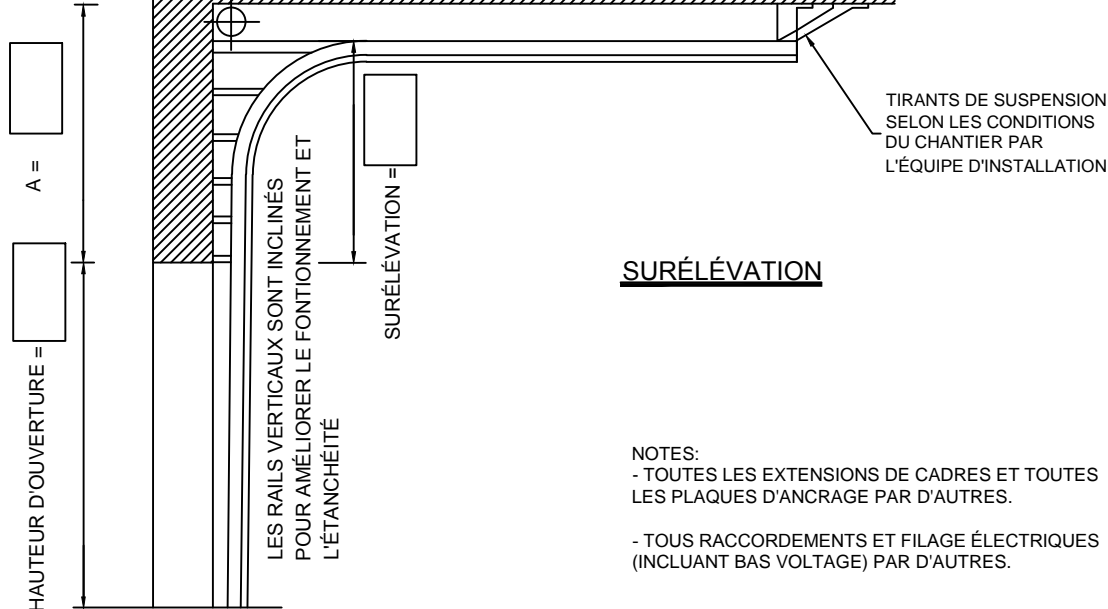 A =
HAUTEUR D'OUVERTURE =
LES RAILS VERTICAUX SONT INCLINÉS
POUR AMÉLIORER LE FONTIONNEMENT ET
L'ÉTANCHÉITÉ
SURÉLÉVATION =
TIRANTS DE SUSPENSION
SELON LES CONDITIONS
DU CHANTIER PAR
L'ÉQUIPE D'INSTALLATION
SURÉLÉVATION
NOTES:
- TOUTES LES EXTENSIONS DE CADRES ET TOUTES
LES PLAQUES D'ANCRAGE PAR D'AUTRES.
- TOUS RACCORDEMENTS ET FILAGE ÉLECTRIQUES
(INCLUANT BAS VOLTAGE) PAR D'AUTRES.